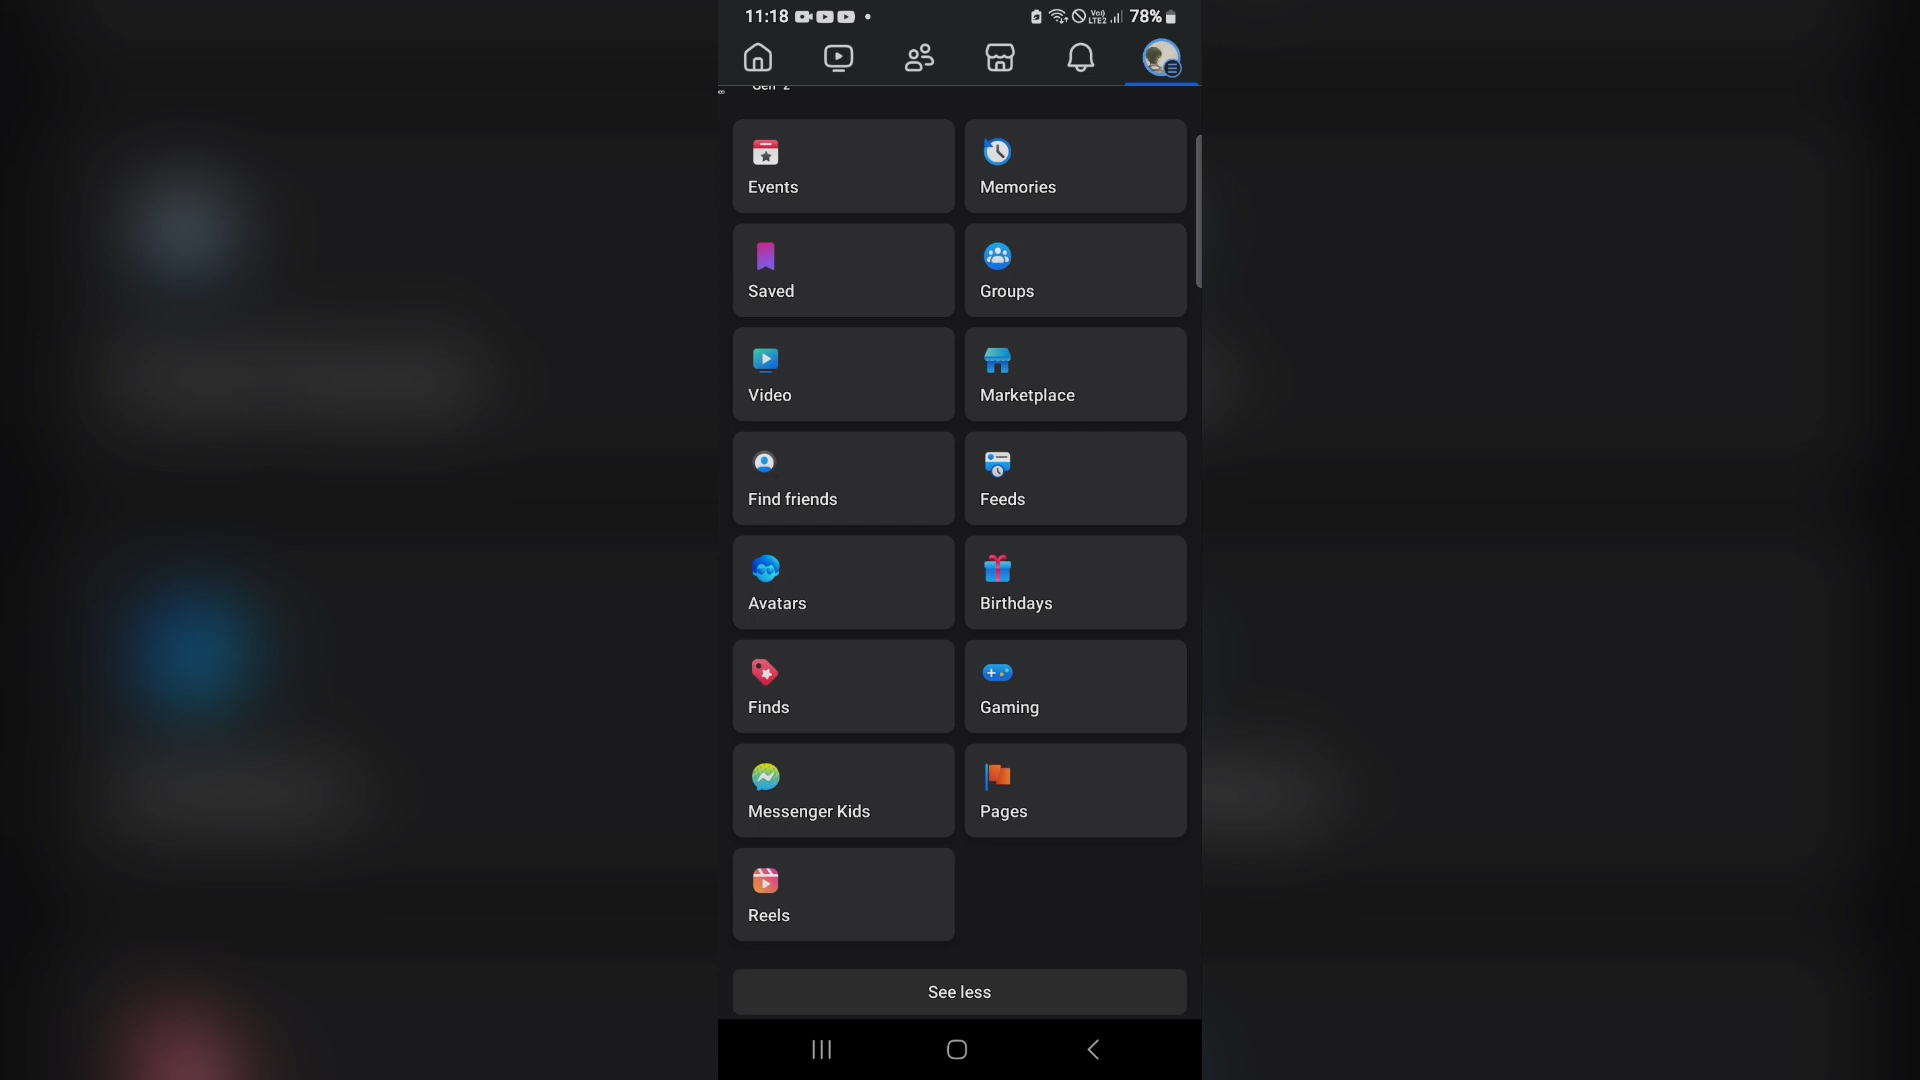 11:18 78%
Events Memories
Saved Groups
Video Marketplace
Find friends Feeds
Avatars Birthdays
Finds Gaming
Messenger Kids Pages
Reels
See less